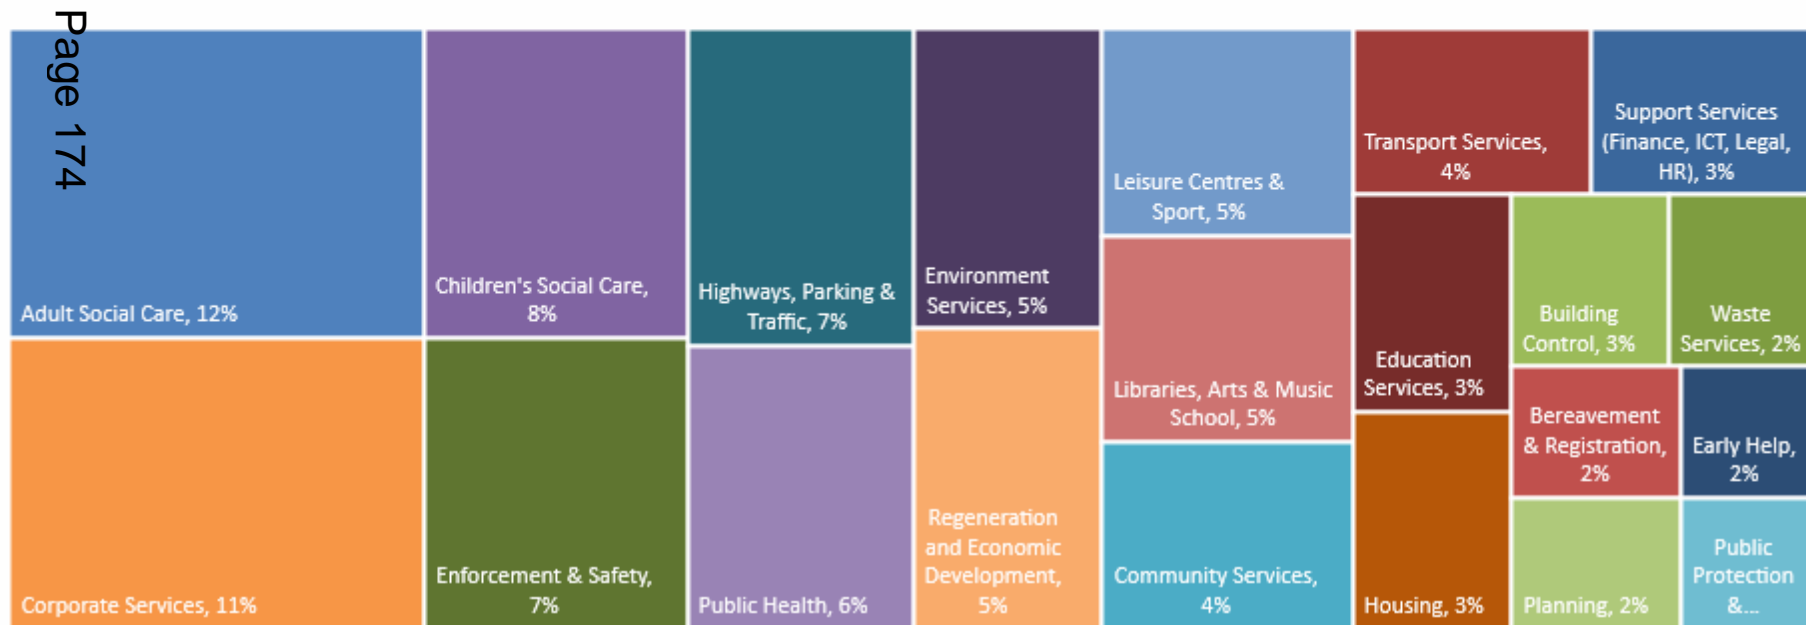 Page 174
Adult Social Care, 12%
Corporate Services, 11%
Children's Social Care,
8%
Enforcement & Safety,
7%
Highways, Parking &
Traffic, 7%
Public Health, 6%
Environment
Services, 5%
Regeneration
and Economic
Development,
5%
Leisure Centres &
Sport, 5%
Libraries, Arts & Music
School, 5%
Community Services,
4%
Transport Services,
4%
Support Services
(Finance, ICT, Legal,
HR), 3%
Education
Services, 3%
Housing, 3%
Building
Control, 3%
Waste
Services, 2%
Bereavement
& Registration,
2%
Early Help,
2%
Planning, 2%
Public
Protection
&...